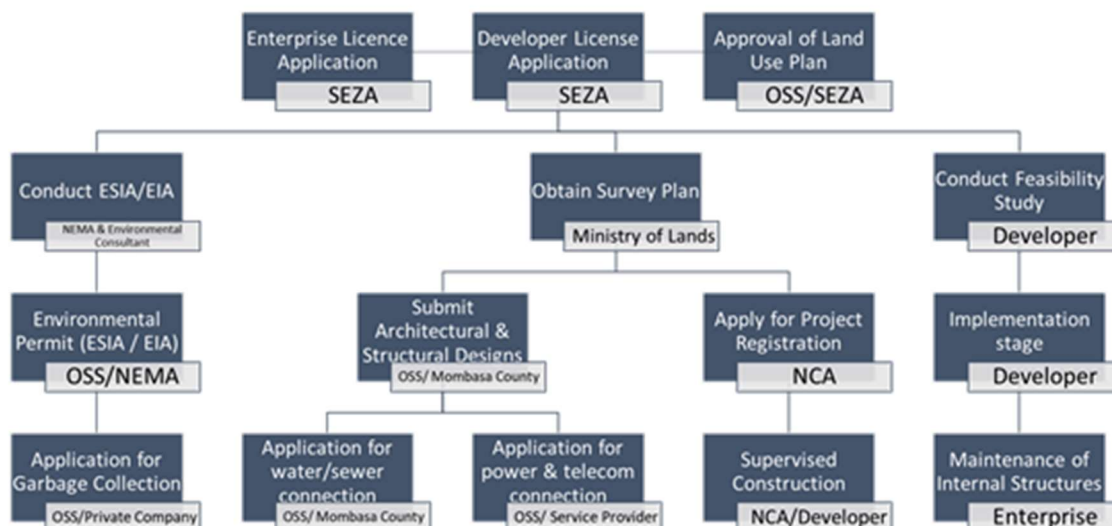 Enterprise Licence
Application
SEZA
Developer License
Application
SEZA
Approval of Land
Use Plan
OSS/SEZA
Conduct ESIA/EIA
NEMA & Environmental
Consultant
Obtain Survey Plan
Ministry of Lands
Conduct Feasibility
Study
Developer
Environmental
Permit (ESIA / EIA)
OSS/NEMA
Submit
Architectural &
Structural Designs
OSS/ Mombasa County
Apply for Project
Registration
NCA
Implementation
stage
Developer
Application for
Garbage Collection
OSS/Private Company
Application for
water/sewer
connection
OSS/ Mombasa County
Application for
power & telecom
connection
OSS/ Service Provider
Supervised
Construction
NCA/Developer
Maintenance of
Internal Structures
Enterprise